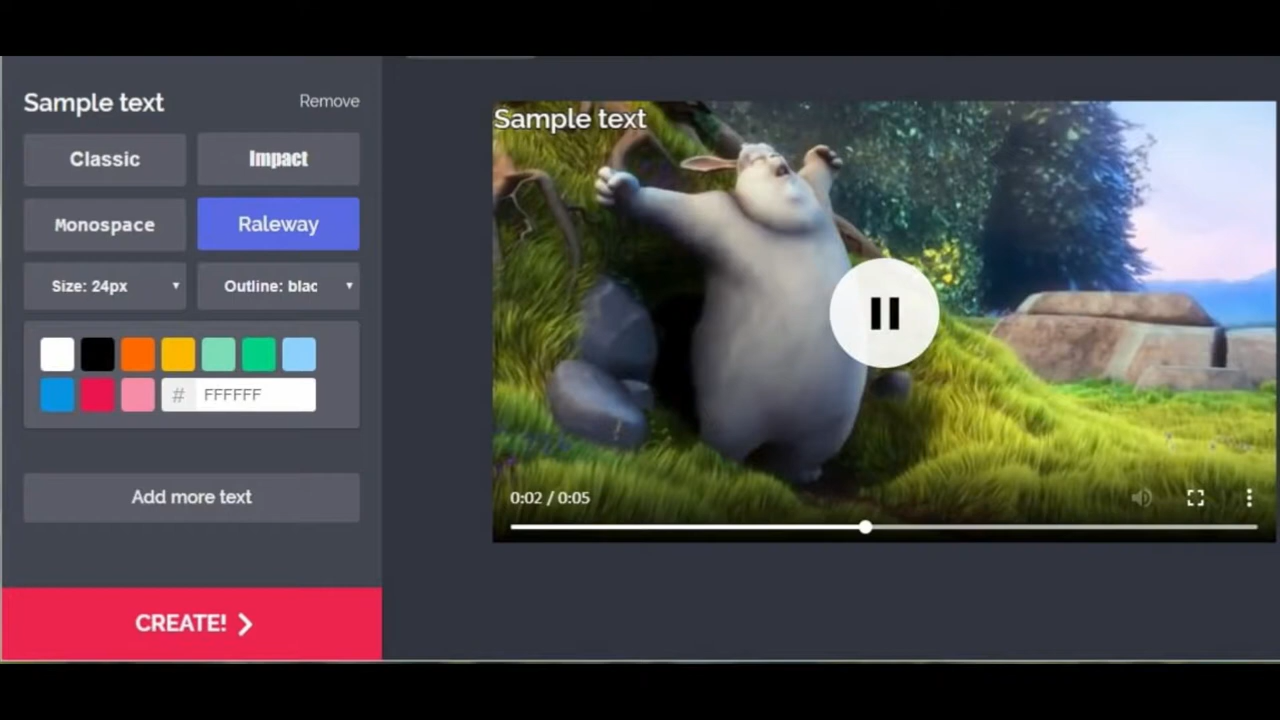 Sample text
Remove
Classic
Impact
Monospace
Raleway
Size: 24px
Outline: blac
# FFFFFF
Add more text
CREATE!
Sample text
0:02 / 0:05